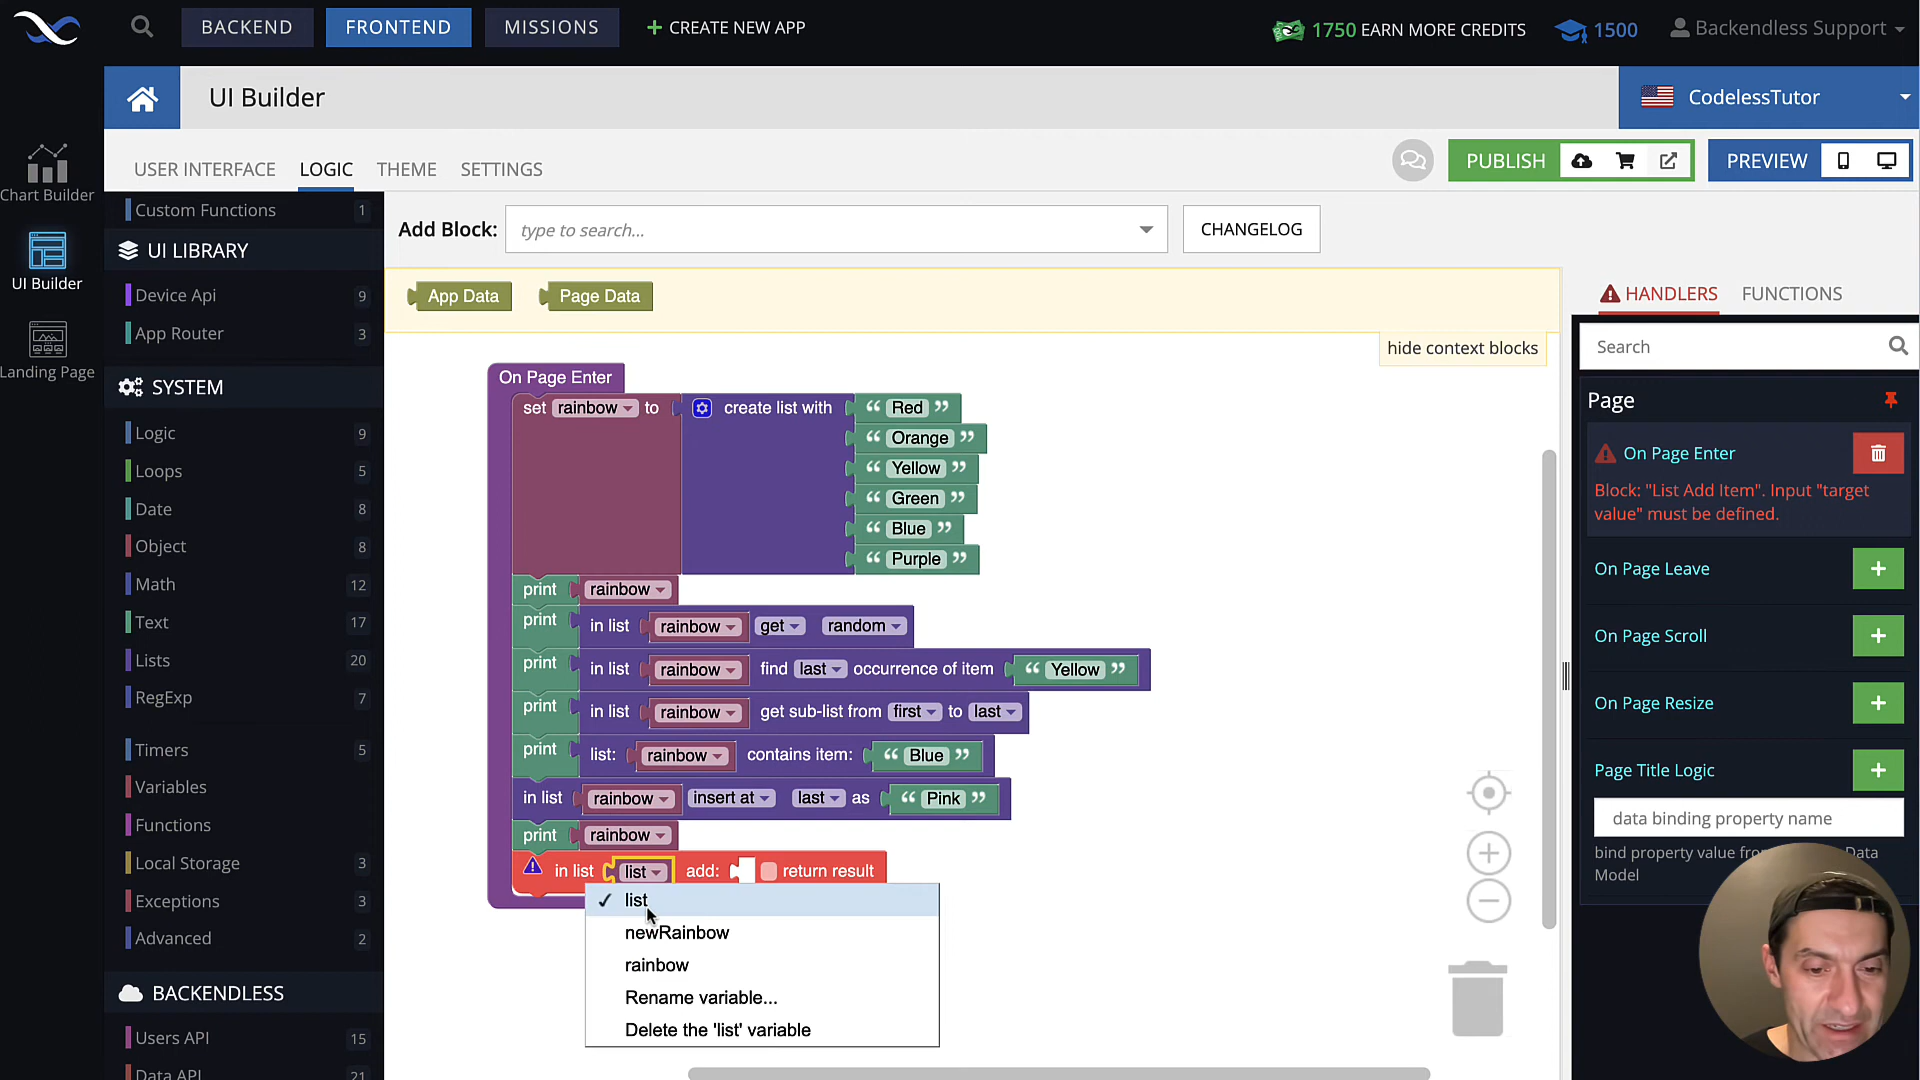 BACKEND
FRONTEND
MISSIONS
+ CREATE NEW APP
1750 EARN MORE CREDITS
1500
Backendless Support
UI Builder
CodelessTutor
Chart Builder
UI Builder
Landing Page
USER INTERFACE
LOGIC
THEME
SETTINGS
PUBLISH
PREVIEW
Custom Functions 1
UI LIBRARY
Device Api 9
App Router 3
SYSTEM
Logic 9
Loops 5
Date 8
Object 8
Math 12
Text 17
Lists 20
RegExp 7
Timers 5
Variables
Functions
Local Storage 3
Exceptions 2
Advanced 2
BACKENDLESS
Users API 15
Data API 21
Add Block: type to search...
CHANGELOG
App Data
Page Data
hide context blocks
On Page Enter
set rainbow to create list with “ Red ”
“ Orange ”
“ Yellow ”
“ Green ”
“ Blue ”
“ Purple ”
print rainbow
print in list rainbow get random
print in list rainbow find last occurrence of item “ Yellow ”
print in list rainbow get sub-list from first to last
print list: rainbow contains item: “ Blue ”
in list rainbow insert at last as “ Pink ”
print rainbow
in list list add: return result
✓ list
newRainbow
rainbow
Rename variable...
Delete the 'list' variable
HANDLERS
FUNCTIONS
Search
Page
On Page Enter
Block: "List Add Item". Input "target
value" must be defined.
On Page Leave
On Page Scroll
On Page Resize
Page Title Logic
data binding property name
bind property value from Data
Model